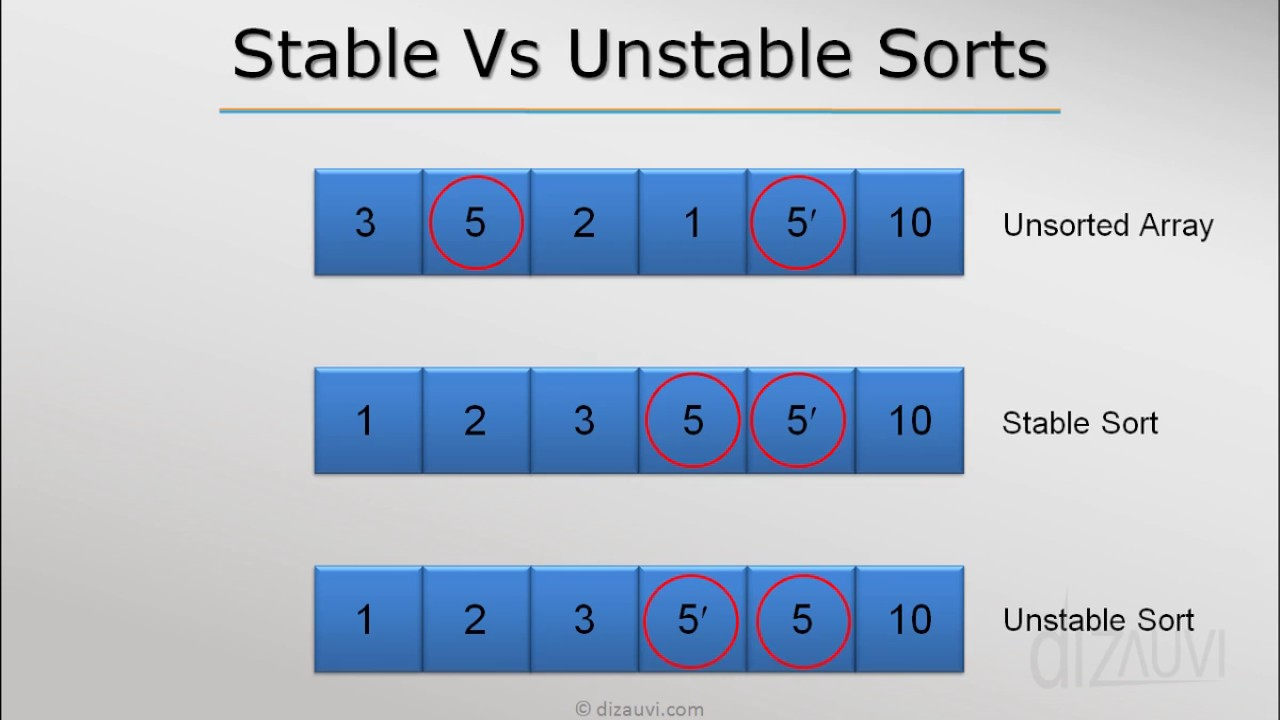 Stable Vs Unstable Sorts
3 5 2 1 5′ 10 Unsorted Array
1 2 3 5 5′ 10 Stable Sort
1 2 3 5′ 5 10 Unstable Sort
dizAUVI
© dizauvi.com